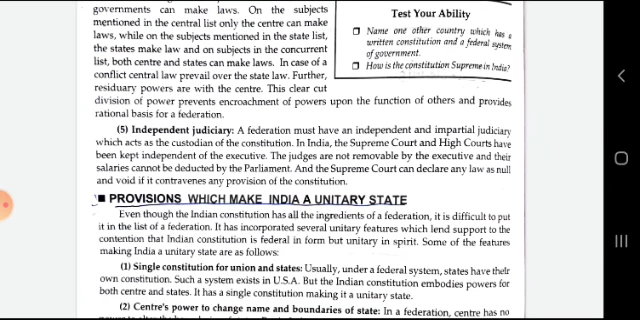 governments can make laws. On the subjects
mentioned in the central list only the centre can make
laws, while on the subjects mentioned in the state list,
the states make law and on subjects in the concurrent
list, both centre and states can make laws. In case of a
conflict central law prevail over the state law. Further,
residuary powers are with the centre. This clear cut
division of power prevents encroachment of powers upon the function of others and provides
rational basis for a federation.
Test Your Ability
Name one other country which has a
written constitution and a federal system
of government.
How is the constitution Supreme in India?
(5) Independent judiciary: A federation must have an independent and impartial judiciary
which acts as the custodian of the constitution. In India, the Supreme Court and High Courts have
been kept independent of the executive. The judges are not removable by the executive and their
salaries cannot be deducted by the Parliament. And the Supreme Court can declare any law as null
and void if it contravenes any provision of the constitution.
■ PROVISIONS WHICH MAKE INDIA A UNITARY STATE
Even though the Indian constitution has all the ingredients of a federation, it is difficult to put
it in the list of a federation. It has incorporated several unitary features which lend support to the
contention that Indian constitution is federal in form but unitary in spirit. Some of the features
making India a unitary state are as follows:
(1) Single constitution for union and states: Usually, under a federal system, states have their
own constitution. Such a system exists in U.S.A. But the Indian constitution embodies powers for
both centre and states. It has a single constitution making it a unitary state.
(2) Centre's power to change name and boundaries of state: In a federation, centre has no